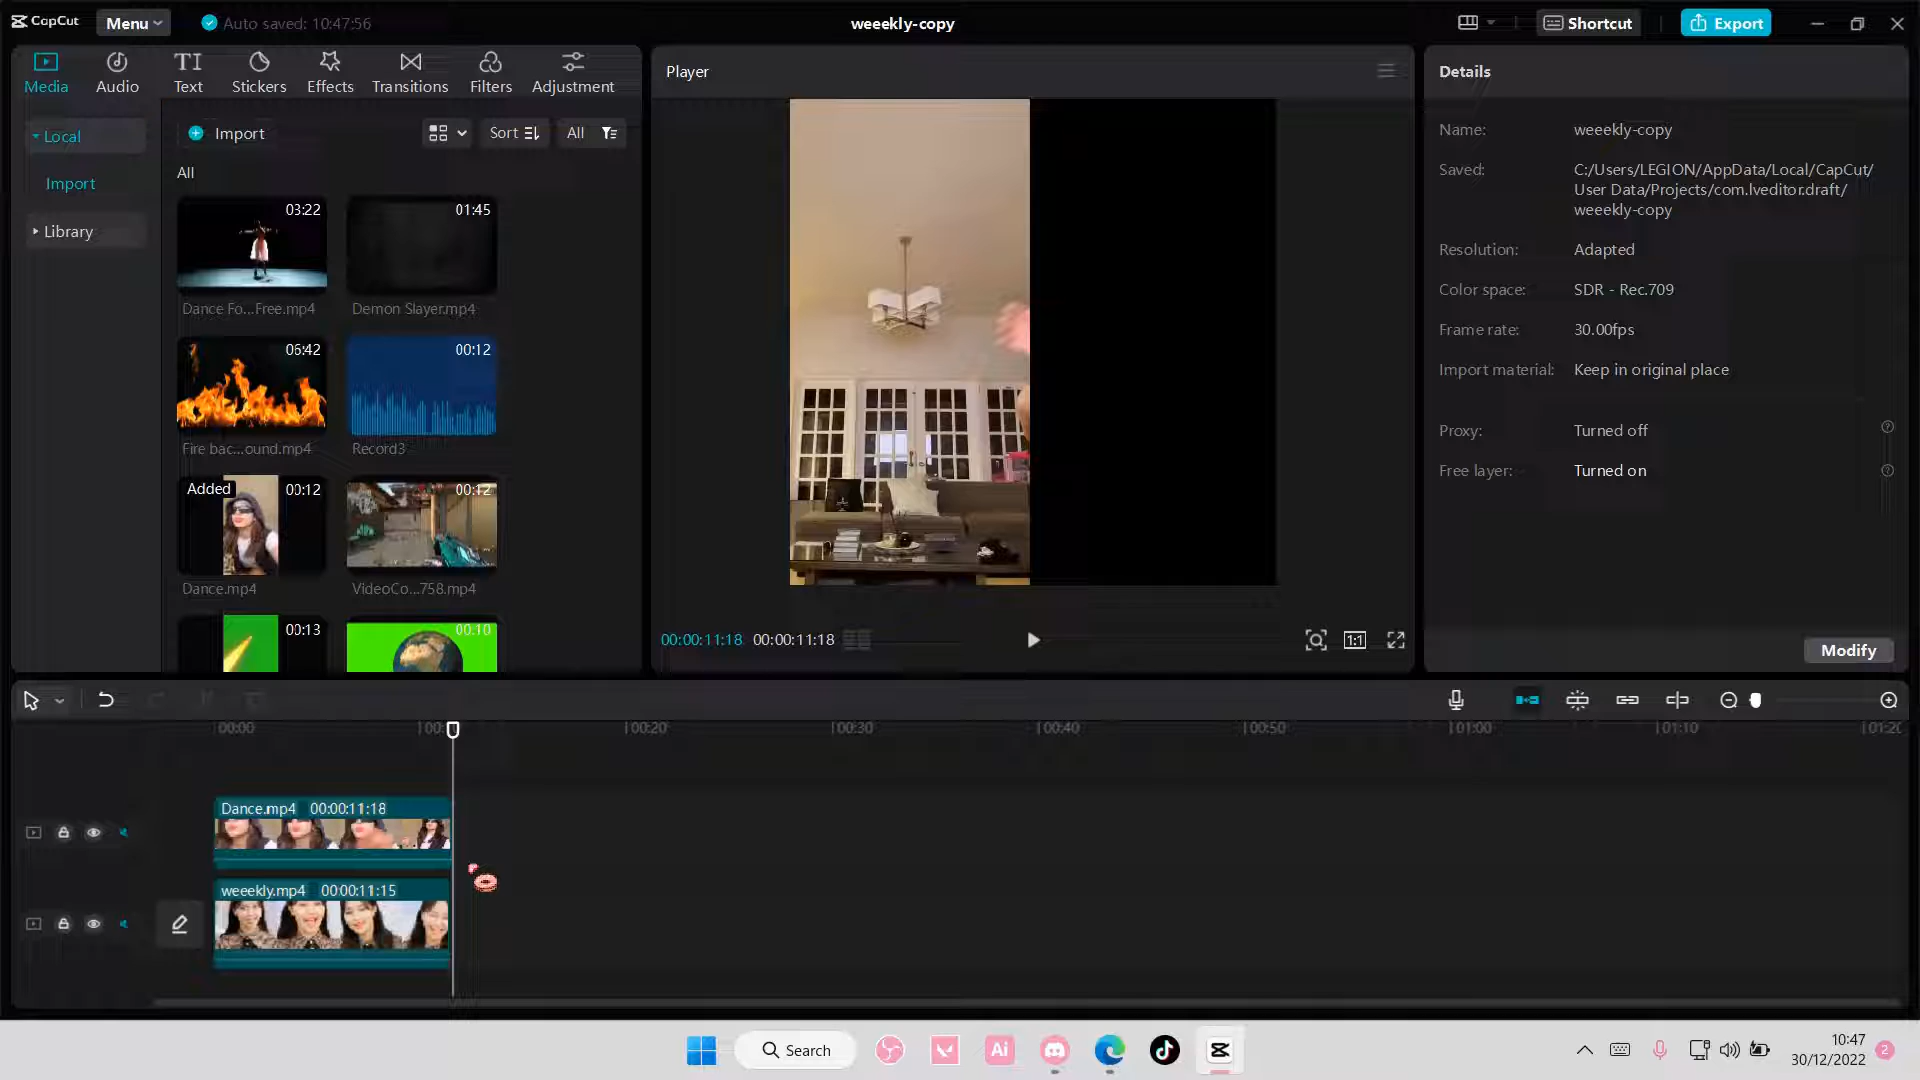 CapCut
Menu
Auto saved: 10:47:56
weeekly-copy
Shortcut
Export
Media
Audio
TI
Text
Stickers
Effects
Transitions
Filters
Adjustment
Local
Import
Library
Import
Sort
All
All
03:22
Dance Fo...Free.mp4
01:45
Demon Slayer.mp4
06:42
Fire bac...ound.mp4
00:12
Record3
Added
00:12
Dance.mp4
00:12
VideoCo...758.mp4
00:13
00:10
Player
00:00:11:18 00:00:11:18
1:1
Details
Name: weeekly-copy
Saved: C:/Users/LEGION/AppData/Local/CapCut/
User Data/Projects/com.lveditor.draft/
weeekly-copy
Resolution: Adapted
Color space: SDR - Rec.709
Frame rate: 30.00fps
Import material: Keep in original place
Proxy: Turned off
Free layer: Turned on
Modify
00:00
00:20
00:30
00:40
00:50
01:00
01:10
Dance.mp4 00:00:11:18
weeekly.mp4 00:00:11:15
Search
Ai
10:47
30/12/2022
2